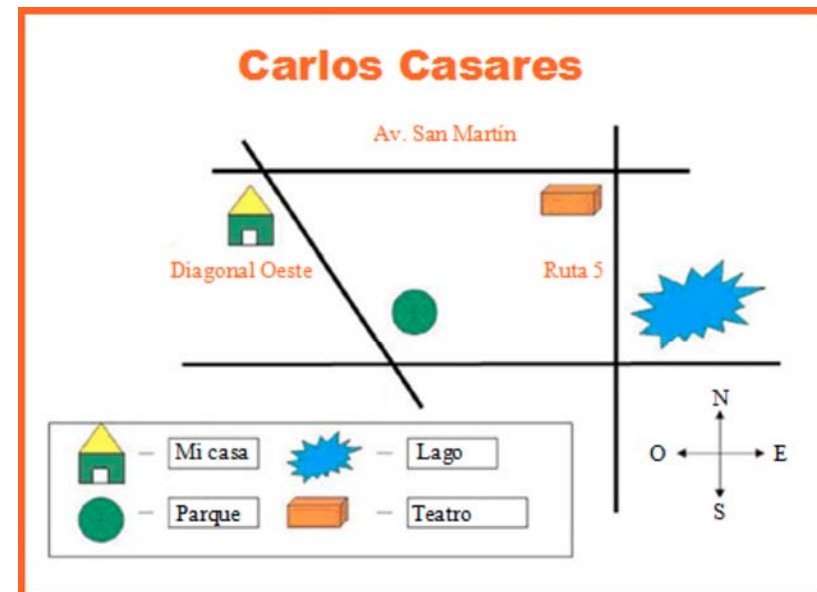 Carlos Casares
Av. San Martín
Diagonal Oeste
Ruta 5
N
O E
S
Mi casa
Lago
Parque
Teatro